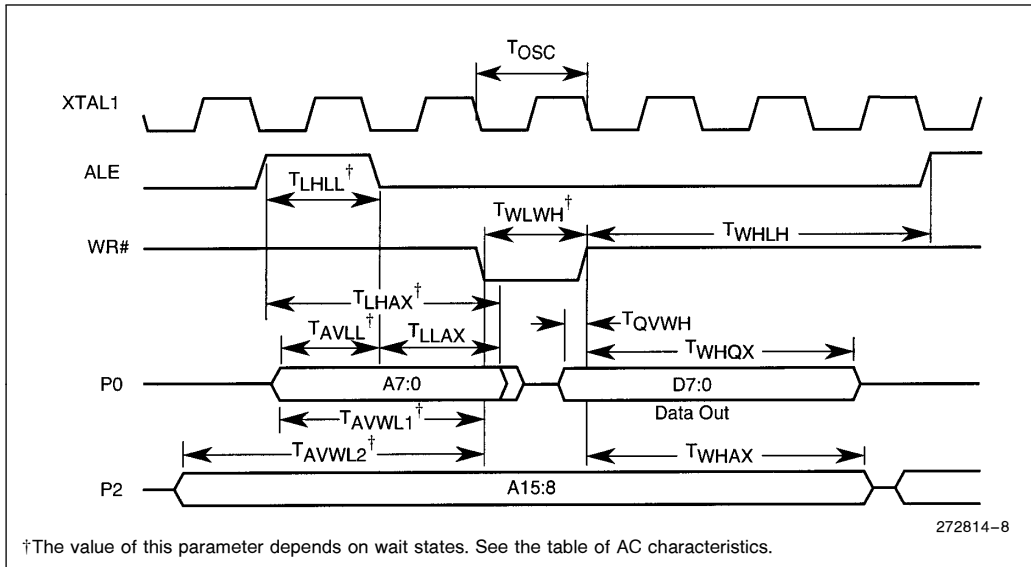 TOSC
XTAL1
ALE
TLHLL†
TWLWH†
TWHLH
WR#
TLHAX†
TQVWH
TAVLL†
TLLAX
TWHQX
P0
A7:0
D7:0
Data Out
TAVWL1†
TAVWL2†
TWHAX
P2
A15:8
272814–8
†The value of this parameter depends on wait states. See the table of AC characteristics.